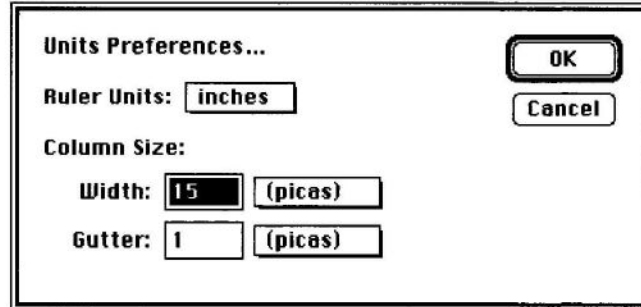 Units Preferences...
OK
Ruler Units: inches
Cancel
Column Size:
Width: 15 (picas)
Gutter: 1 (picas)